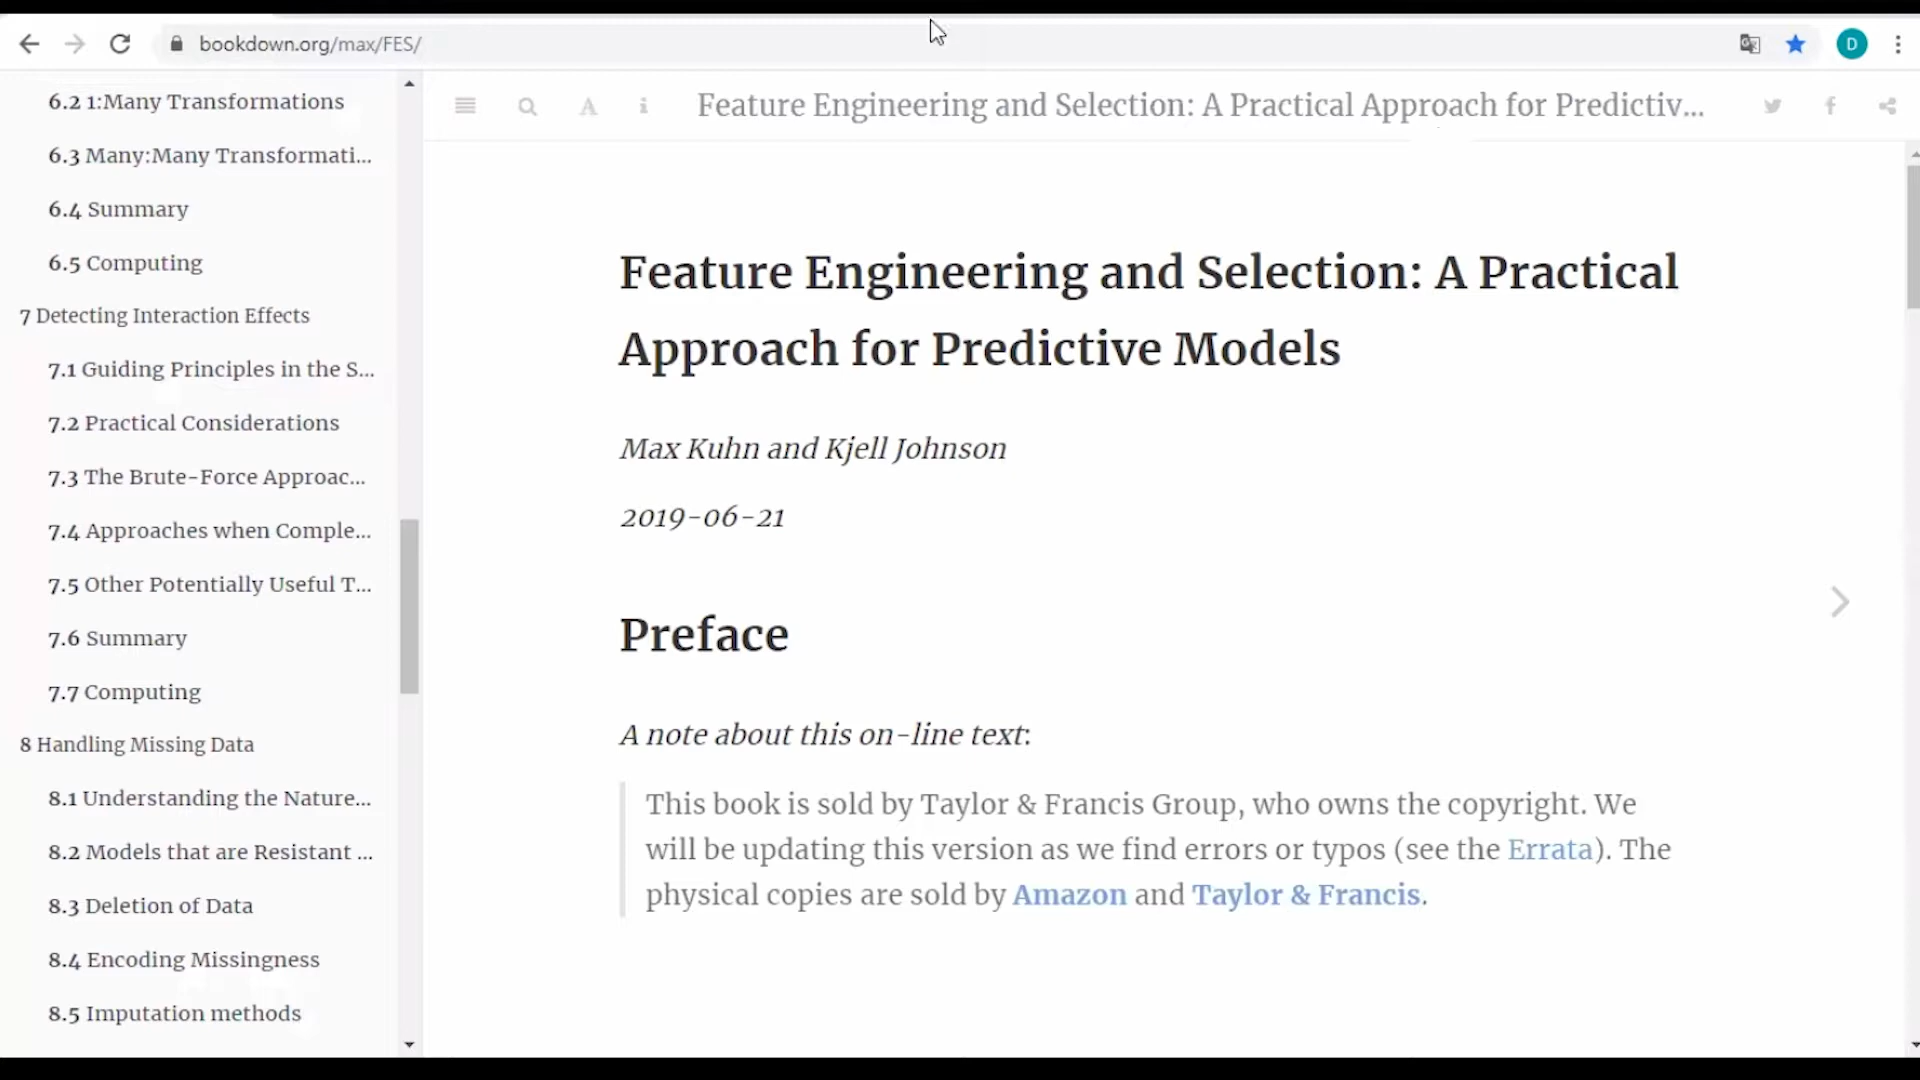 bookdown.org/max/FES/
D
6.2 1:Many Transformations
6.3 Many:Many Transformati...
6.4 Summary
6.5 Computing
7 Detecting Interaction Effects
7.1 Guiding Principles in the S...
7.2 Practical Considerations
7.3 The Brute-Force Approac...
7.4 Approaches when Comple...
7.5 Other Potentially Useful T...
7.6 Summary
7.7 Computing
8 Handling Missing Data
8.1 Understanding the Nature...
8.2 Models that are Resistant ...
8.3 Deletion of Data
8.4 Encoding Missingness
8.5 Imputation methods
A
Feature Engineering and Selection: A Practical Approach for Predictiv...
Feature Engineering and Selection: A Practical
Approach for Predictive Models
Max Kuhn and Kjell Johnson
2019-06-21
Preface
A note about this on-line text:
This book is sold by Taylor & Francis Group, who owns the copyright. We
will be updating this version as we find errors or typos (see the Errata). The
physical copies are sold by Amazon and Taylor & Francis.